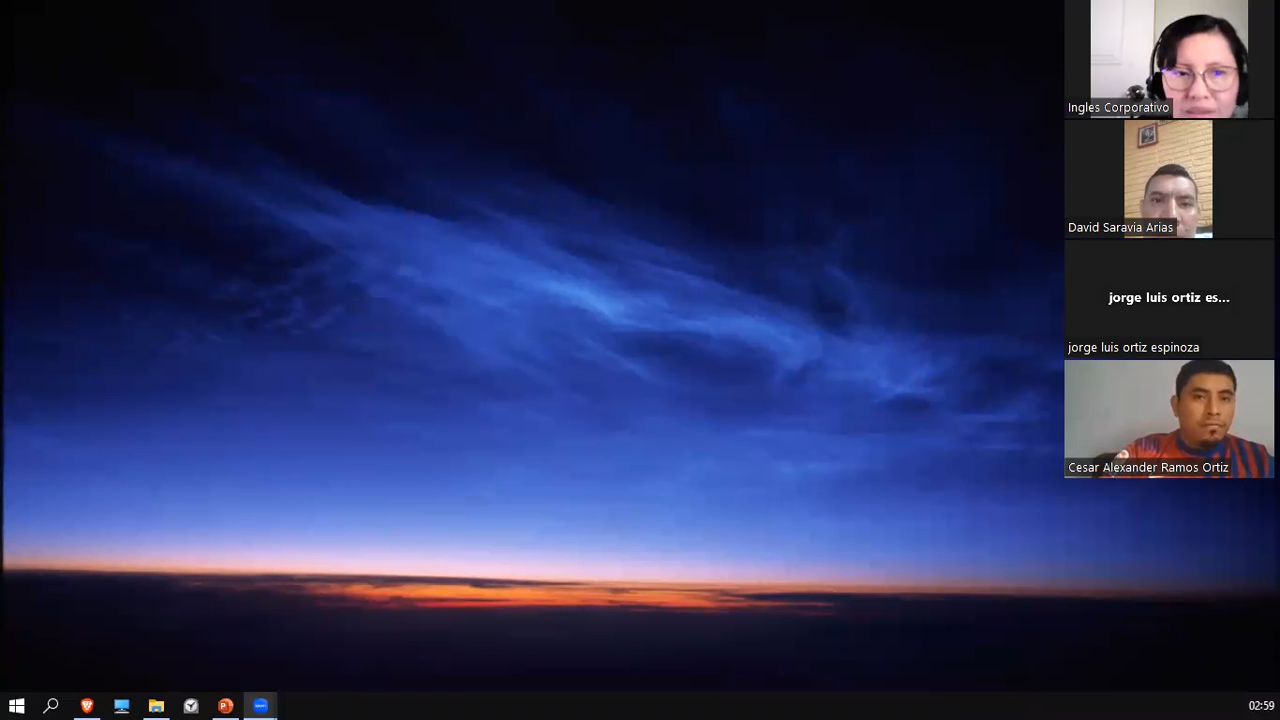 Ingles Corporativo
David Saravia Arias
jorge luis ortiz es...
jorge luis ortiz espinoza
Cesar Alexander Ramos Ortiz
02:59